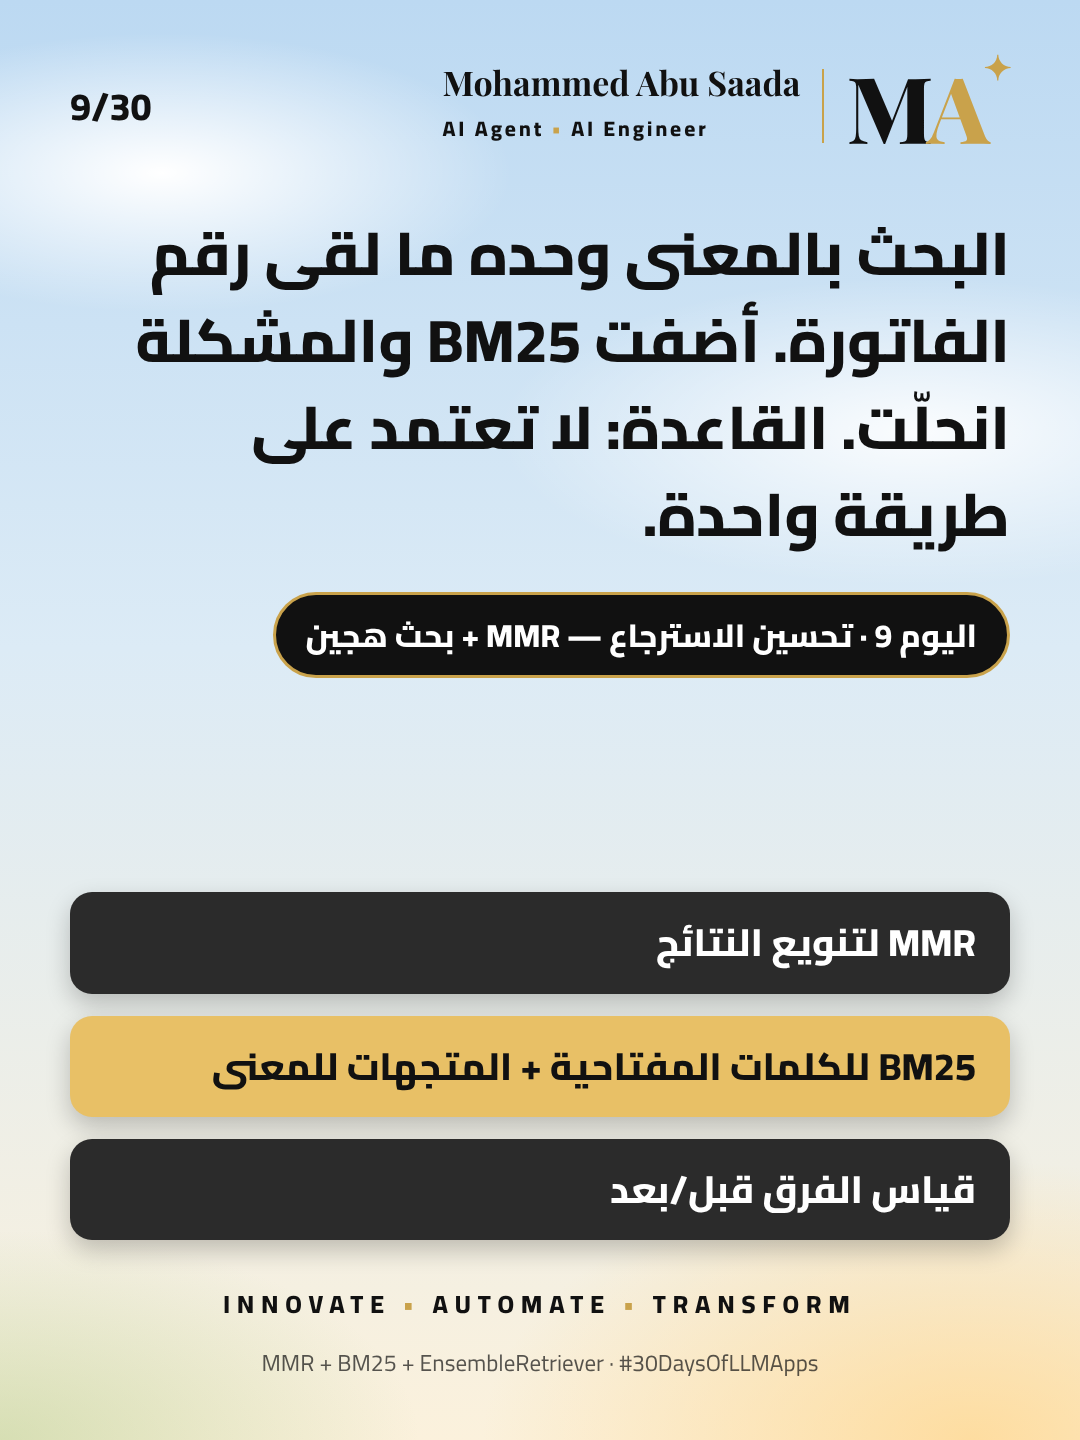 9/30
Mohammed Abu Saada
AI Agent ▪ AI Engineer
MA
البحث بالمعنى وحده ما لقى رقم
الفاتورة. أضفت BM25 والمشكلة
انحلّت. القاعدة: لا تعتمد على
طريقة واحدة.
اليوم 9 · تحسين الاسترجاع — MMR + بحث هجين
MMR لتنويع النتائج
BM25 للكلمات المفتاحية + المتجهات للمعنى
قياس الفرق قبل/بعد
INNOVATE ▪ AUTOMATE ▪ TRANSFORM
MMR + BM25 + EnsembleRetriever · #30DaysOfLLMApps